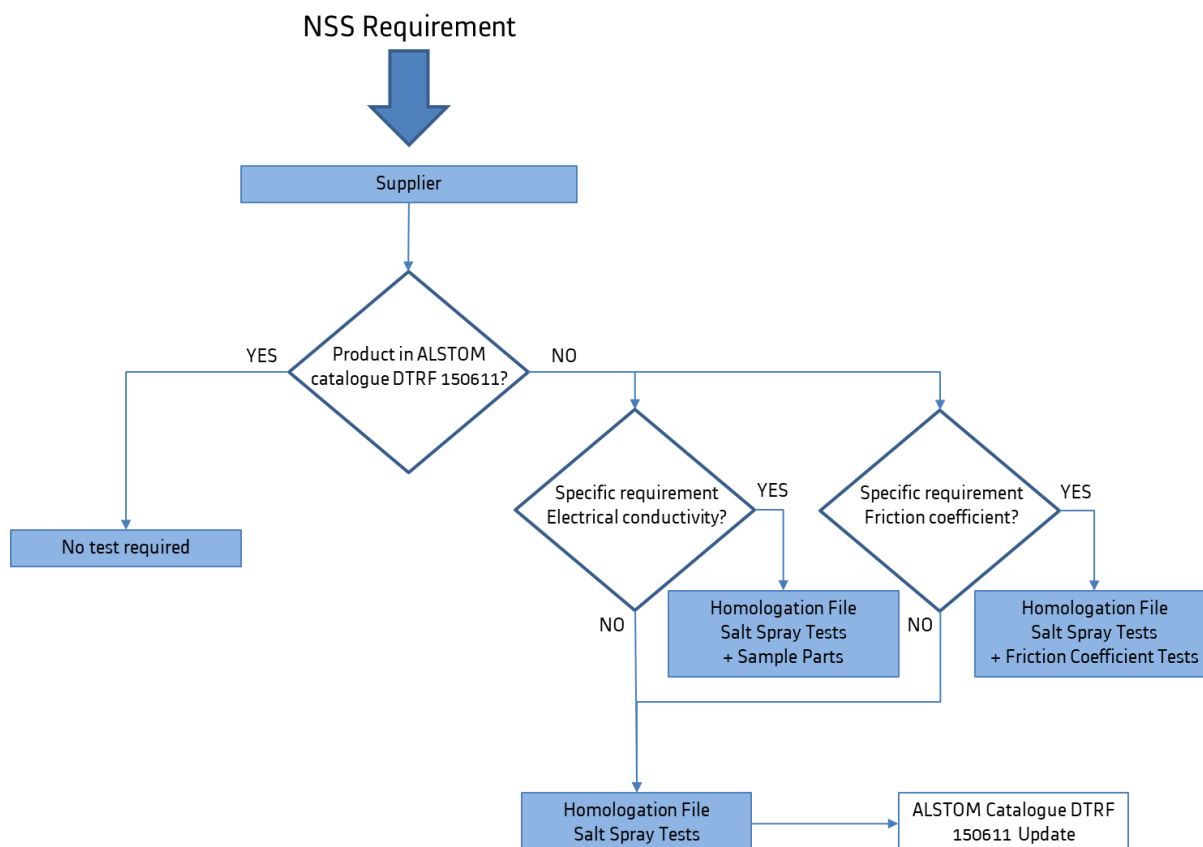 NSS Requirement
Supplier
YES
Product in ALSTOM
catalogue DTRF 150611?
NO
Specific requirement
Electrical conductivity?
YES
Specific requirement
Friction coefficient?
YES
No test required
NO
Homologation File
Salt Spray Tests
+ Sample Parts
NO
Homologation File
Salt Spray Tests
+ Friction Coefficient Tests
Homologation File
Salt Spray Tests
ALSTOM Catalogue DTRF
150611 Update